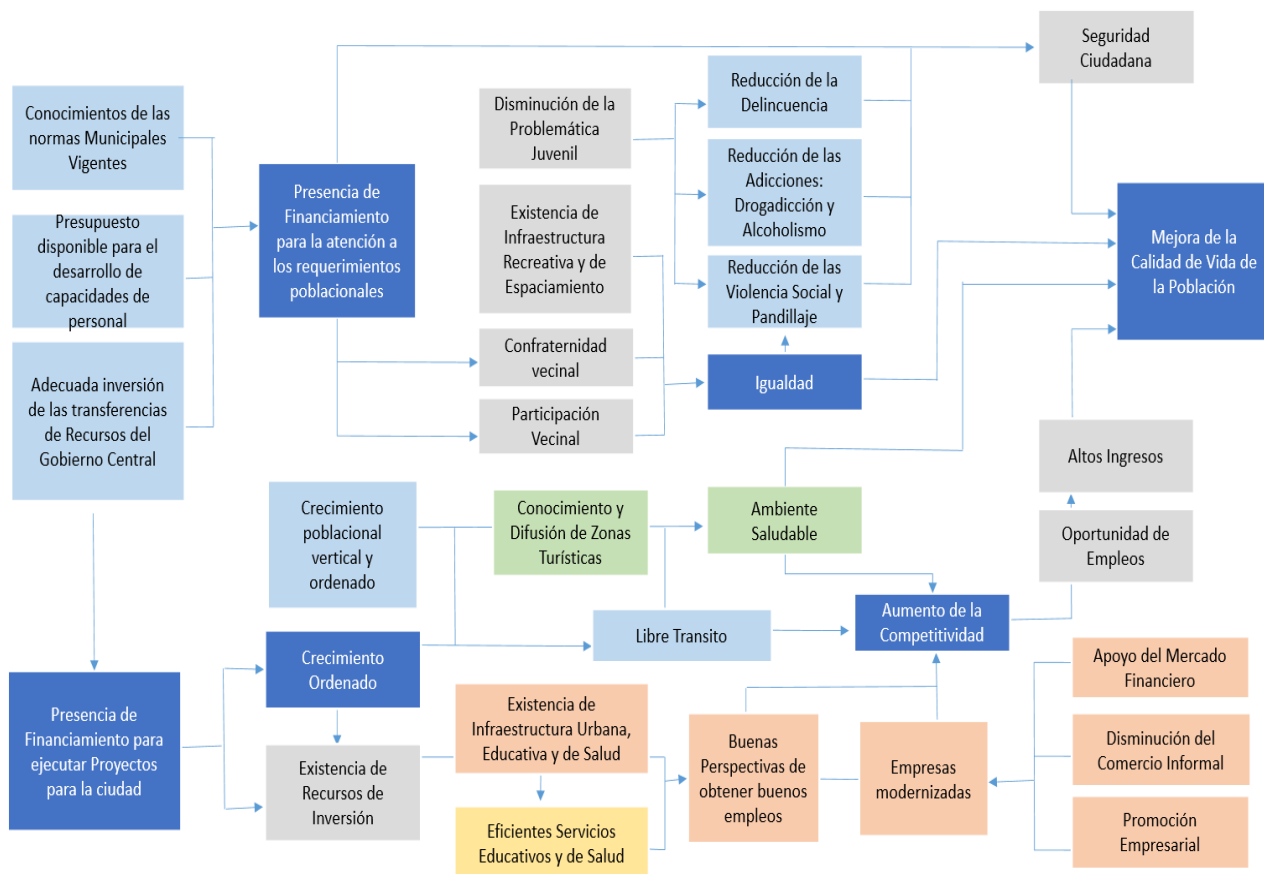 Seguridad
Ciudadana
Conocimientos de las
normas Municipales
Vigentes
Disminución de la
Problemática
Juvenil
Reducción de la
Delincuencia
Presencia de
Financiamiento
para la atención a
los requerimientos
poblacionales
Reducción de las
Adicciones:
Drogadicción y
Alcoholismo
Presupuesto
disponible para el
desarrollo de
capacidades de
personal
Existencia de
Infraestructura
Recreativa y de
Espaciamiento
Mejora de la
Calidad de Vida de
la Población
Reducción de las
Violencia Social y
Pandillaje
Adecuada inversión
de las transferencias
de Recursos del
Gobierno Central
Confraternidad
vecinal
Igualdad
Participación
Vecinal
Altos Ingresos
Crecimiento
poblacional
vertical y
ordenado
Conocimiento y
Difusión de Zonas
Turísticas
Ambiente
Saludable
Oportunidad de
Empleos
Libre Transito
Aumento de la
Competitividad
Crecimiento
Ordenado
Apoyo del Mercado
Financiero
Presencia de
Financiamiento para
ejecutar Proyectos
para la ciudad
Existencia de
Infraestructura Urbana,
Educativa y de Salud
Buenas
Perspectivas de
obtener buenos
empleos
Empresas
modernizadas
Disminución del
Comercio Informal
Existencia de
Recursos de
Inversión
Eficientes Servicios
Educativos y de Salud
Promoción
Empresarial